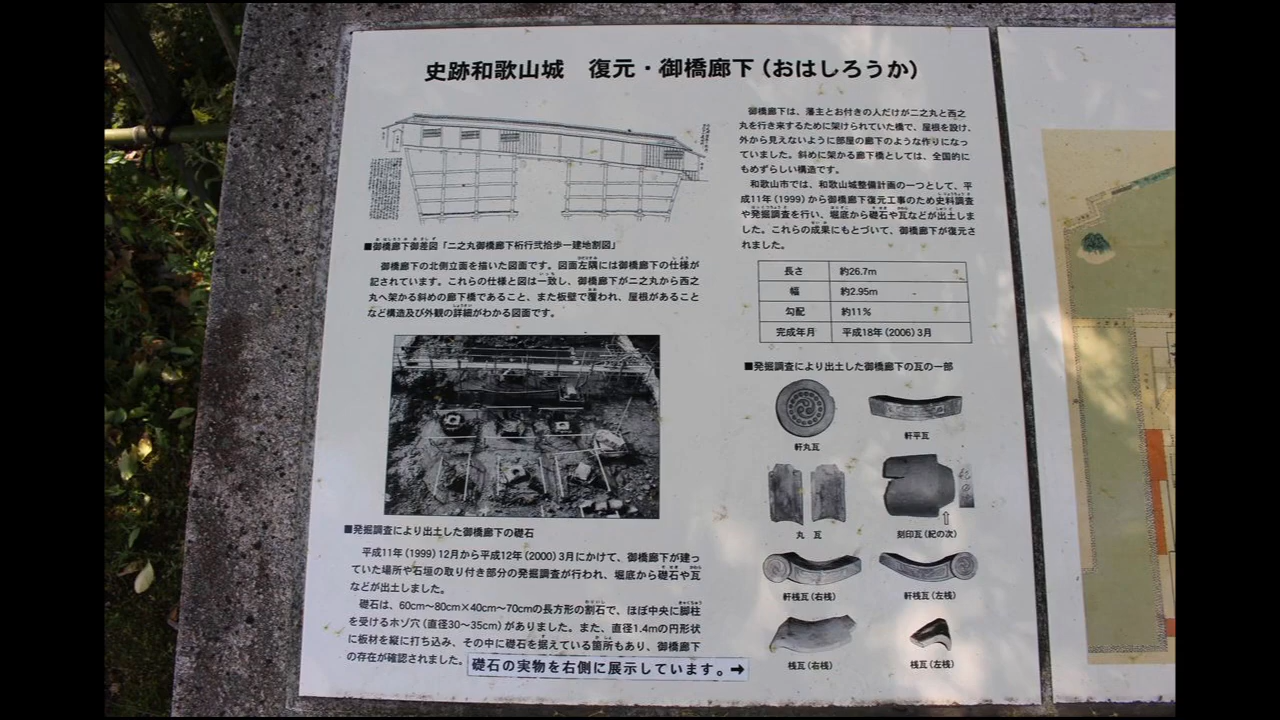 史跡和歌山城　復元・御橋廊下（おはしろうか）
■御橋廊下御差図「二之丸御橋廊下桁行弐拾歩一建地割図」
御橋廊下の北側立面を描いた図面です。図面左隅には御橋廊下の仕様が
記されています。これらの仕様と図は一致し、御橋廊下が二之丸から西之
丸へ架かる斜めの廊下橋であること、また板壁で覆われ、屋根があること
など構造及び外観の詳細がわかる図面です。
■発掘調査により出土した御橋廊下の礎石
平成11年（1999）12月から平成12年（2000）3月にかけて、御橋廊下が建っ
ていた場所や石垣の取り付き部分の発掘調査が行われ、堀底から礎石や瓦
などが出土しました。
礎石は、60cm～80cm×40cm～70cmの長方形の割石で、ほぼ中央に脚柱
を受けるホゾ穴（直径30～35cm）がありました。また、直径1.4mの円形状
に板材を縦に打ち込み、その中に礎石を据えている箇所もあり、御橋廊下
の存在が確認されました。
礎石の実物を右側に展示しています。➡
御橋廊下は、藩主とお付きの人だけが二之丸と西之
丸を行き来するために架けられていた橋で、屋根を設け、
外から見えないように部屋の廊下のような作りになっ
ていました。斜めに架かる廊下橋としては、全国的に
もめずらしい構造です。
和歌山市では、和歌山城整備計画の一つとして、平
成11年（1999）から御橋廊下復元工事のため史料調査
や発掘調査を行い、堀底から礎石や瓦などが出土しま
した。これらの成果にもとづいて、御橋廊下が復元さ
れました。
長さ　約26.7m
幅　約2.95m
勾配　約11％
完成年月　平成18年（2006）3月
■発掘調査により出土した御橋廊下の瓦の一部
軒丸瓦
軒平瓦
丸　瓦
刻印瓦（紀の次）
軒桟瓦（右桟）
軒桟瓦（左桟）
桟瓦（右桟）
桟瓦（左桟）